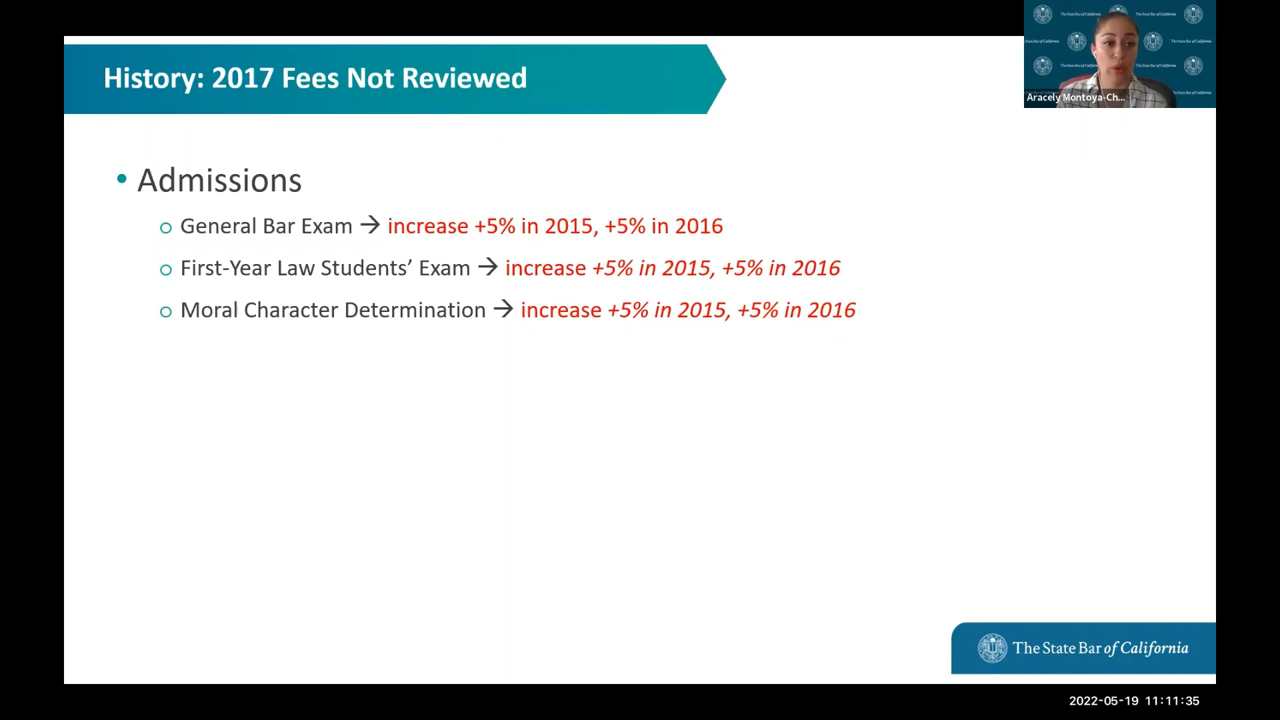 History: 2017 Fees Not Reviewed
Aracely Montoya-Ch...
• Admissions
o General Bar Exam → increase +5% in 2015, +5% in 2016
o First-Year Law Students’ Exam → increase +5% in 2015, +5% in 2016
o Moral Character Determination → increase +5% in 2015, +5% in 2016
The State Bar of California
2022-05-19 11:11:35